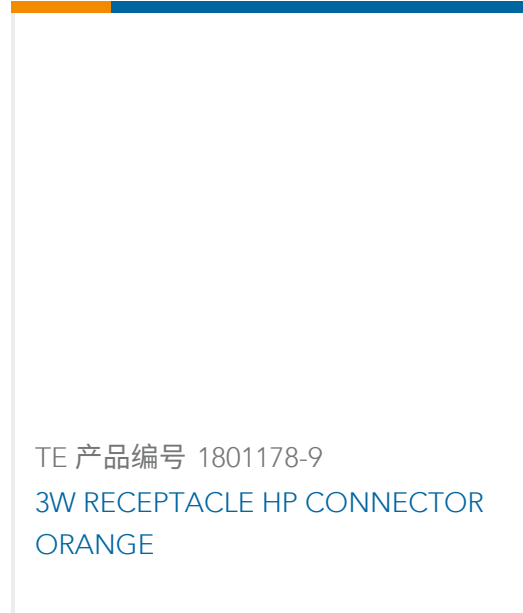 TE 产品编号 1801178-9
3W RECEPTACLE HP CONNECTOR
ORANGE